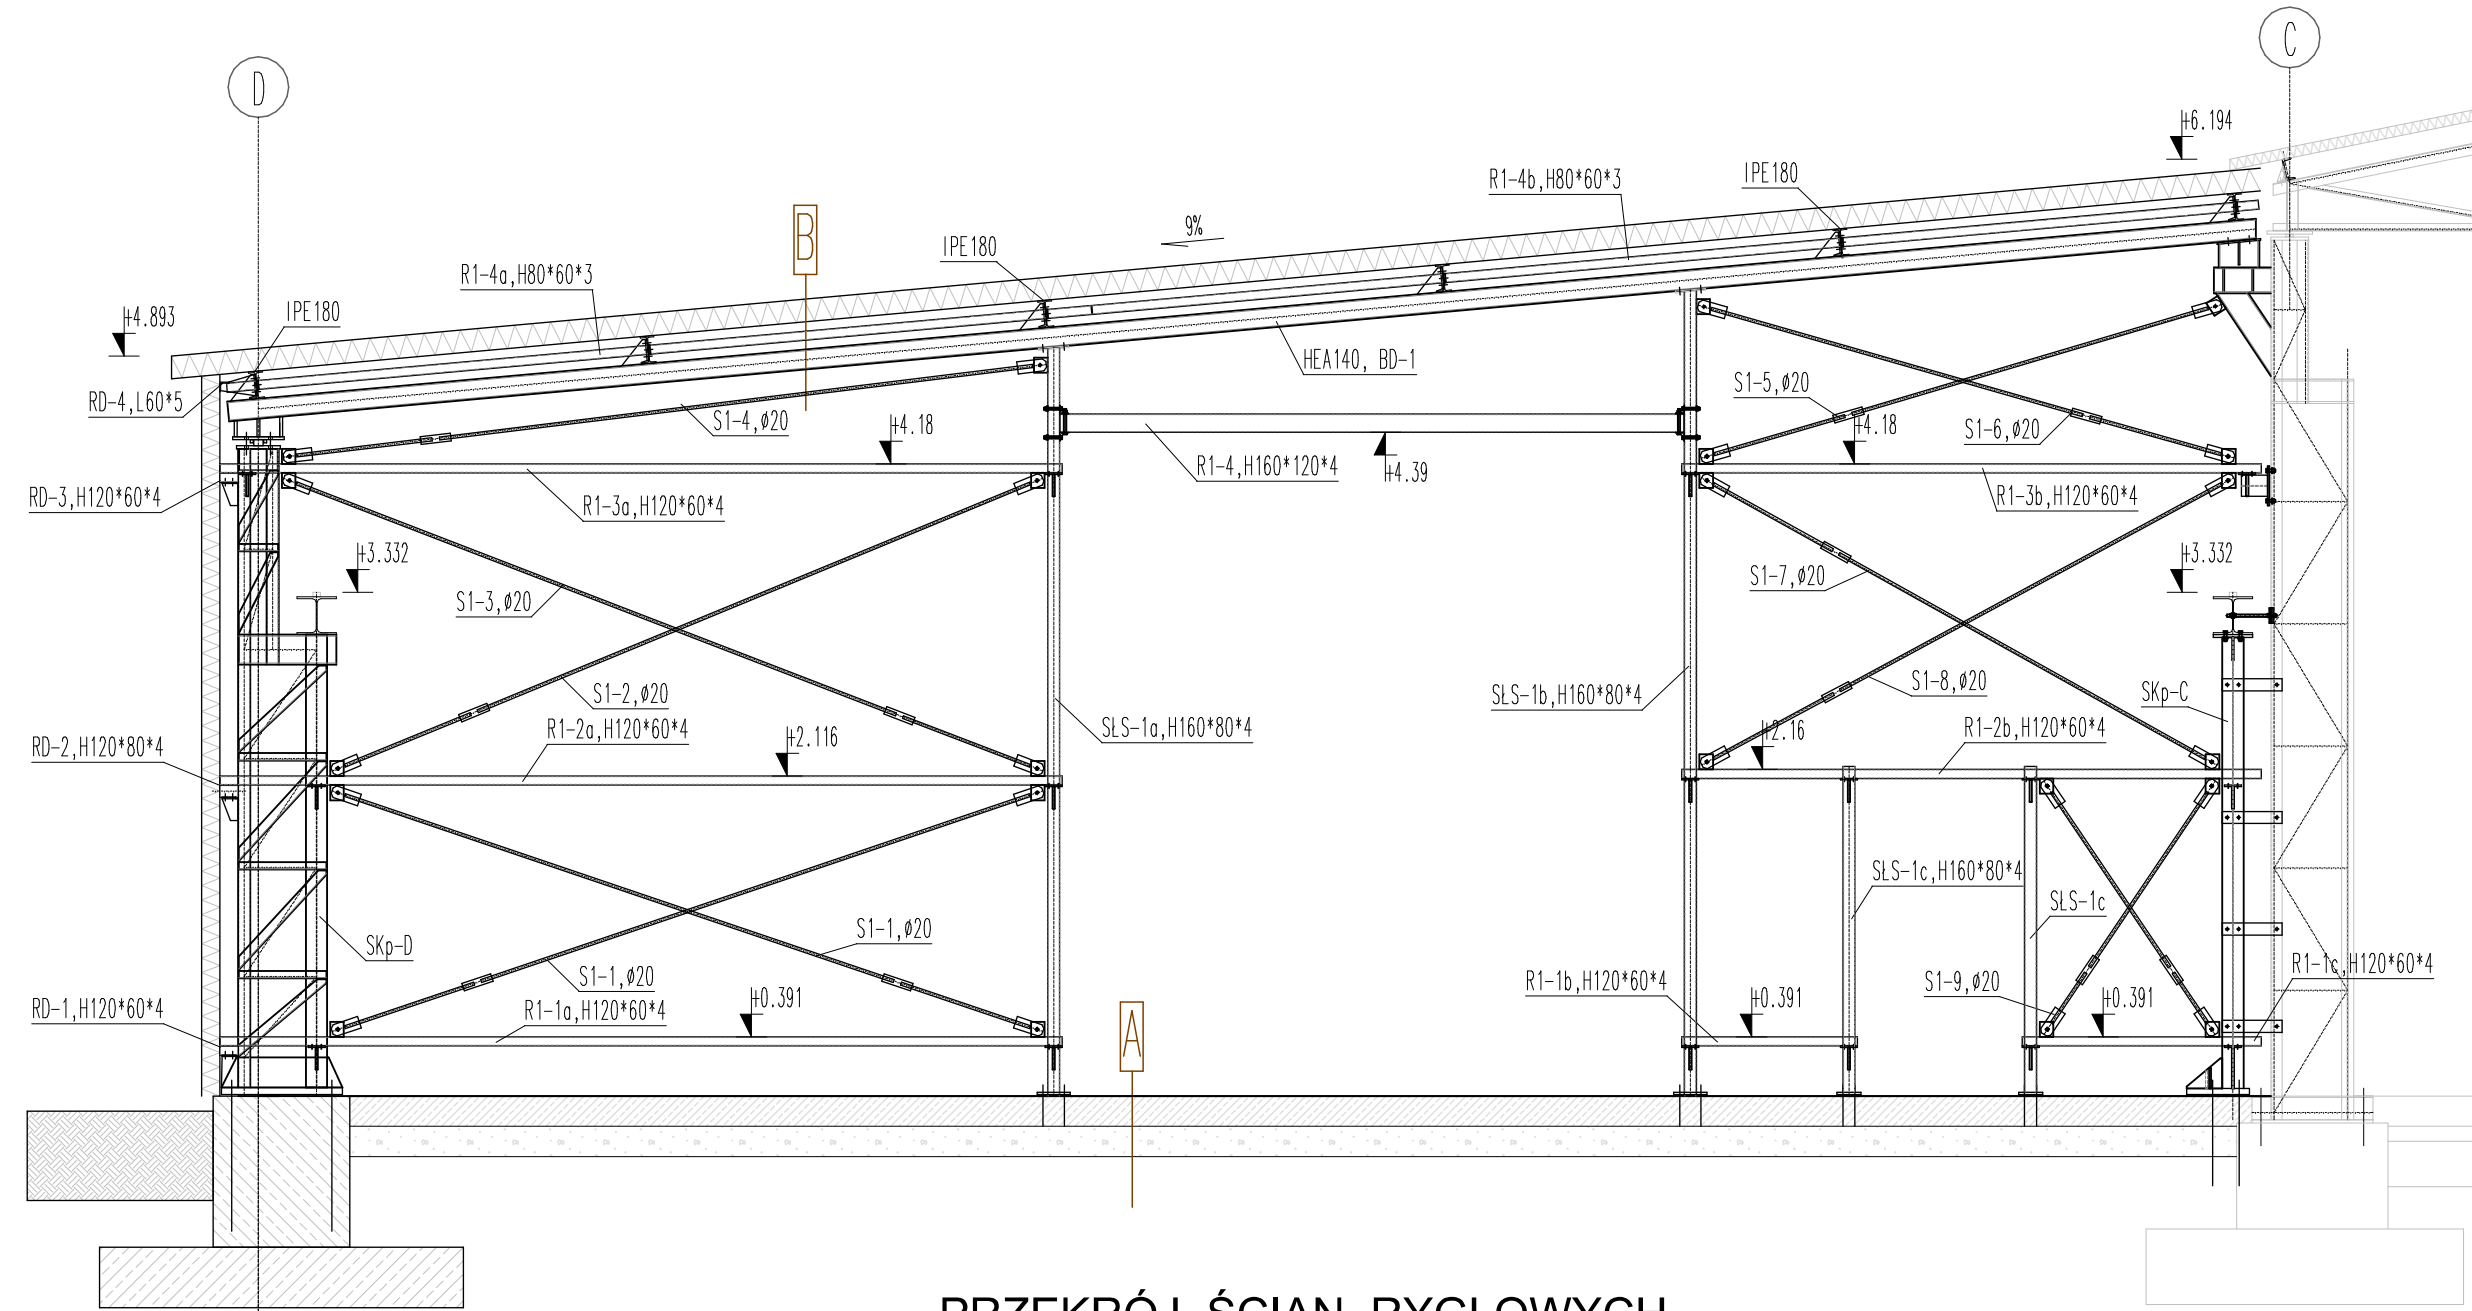 C
D
+6.194
IPE180
R1-4b,H80*60*3
B
9%
IPE180
R1-4a,H80*60*3
IPE180
+4.893
HEA140, BD-1
RD-4,L60*5
S1-4,ø20
S1-5,ø20
+4.18
+4.18
S1-6,ø20
R1-4,H160*120*4
+4.39
RD-3,H120*60*4
R1-3a,H120*60*4
R1-3b,H120*60*4
+3.332
+3.332
S1-3,ø20
S1-7,ø20
S1-2,ø20
SŁS-1b,H160*80*4
S1-8,ø20
SKp-C
R1-2a,H120*60*4
SŁS-1a,H160*80*4
+2.16
R1-2b,H120*60*4
RD-2,H120*80*4
+2.116
SŁS-1c,H160*80*4
SŁS-1c
S1-1,ø20
SKp-D
S1-1,ø20
R1-1c,H120*60*4
R1-1b,H120*60*4
S1-9,ø20
+0.391
+0.391
+0.391
RD-1,H120*60*4
R1-1a,H120*60*4
A
PRZEKRÓJ ŚCIAN RYGLOWYCH